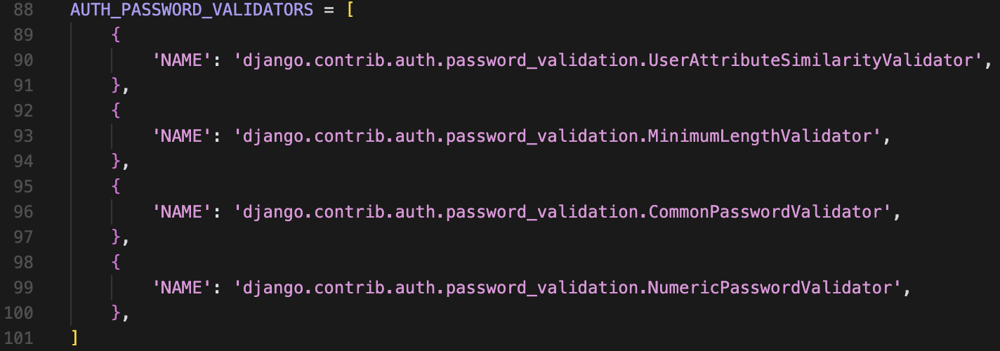 88 AUTH_PASSWORD_VALIDATORS = [
89     {
90         'NAME': 'django.contrib.auth.password_validation.UserAttributeSimilarityValidator',
91     },
92     {
93         'NAME': 'django.contrib.auth.password_validation.MinimumLengthValidator',
94     },
95     {
96         'NAME': 'django.contrib.auth.password_validation.CommonPasswordValidator',
97     },
98     {
99         'NAME': 'django.contrib.auth.password_validation.NumericPasswordValidator',
100     },
101 ]